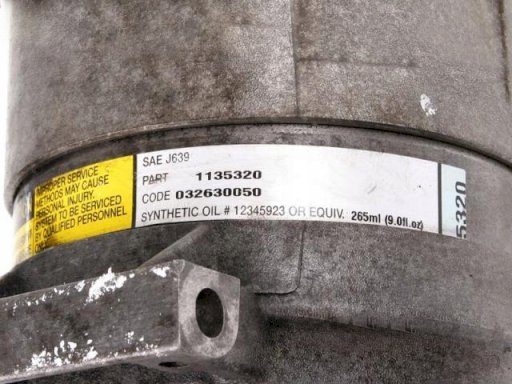 IMPROPER SERVICE
METHODS MAY CAUSE
PERSONAL INJURY.
SYSTEM TO BE SERVICED
BY QUALIFIED PERSONNEL
SAE J639
PART 1135320
CODE 032630050
SYNTHETIC OIL # 12345923 OR EQUIV. 265ml (9.0fl.oz)
5320